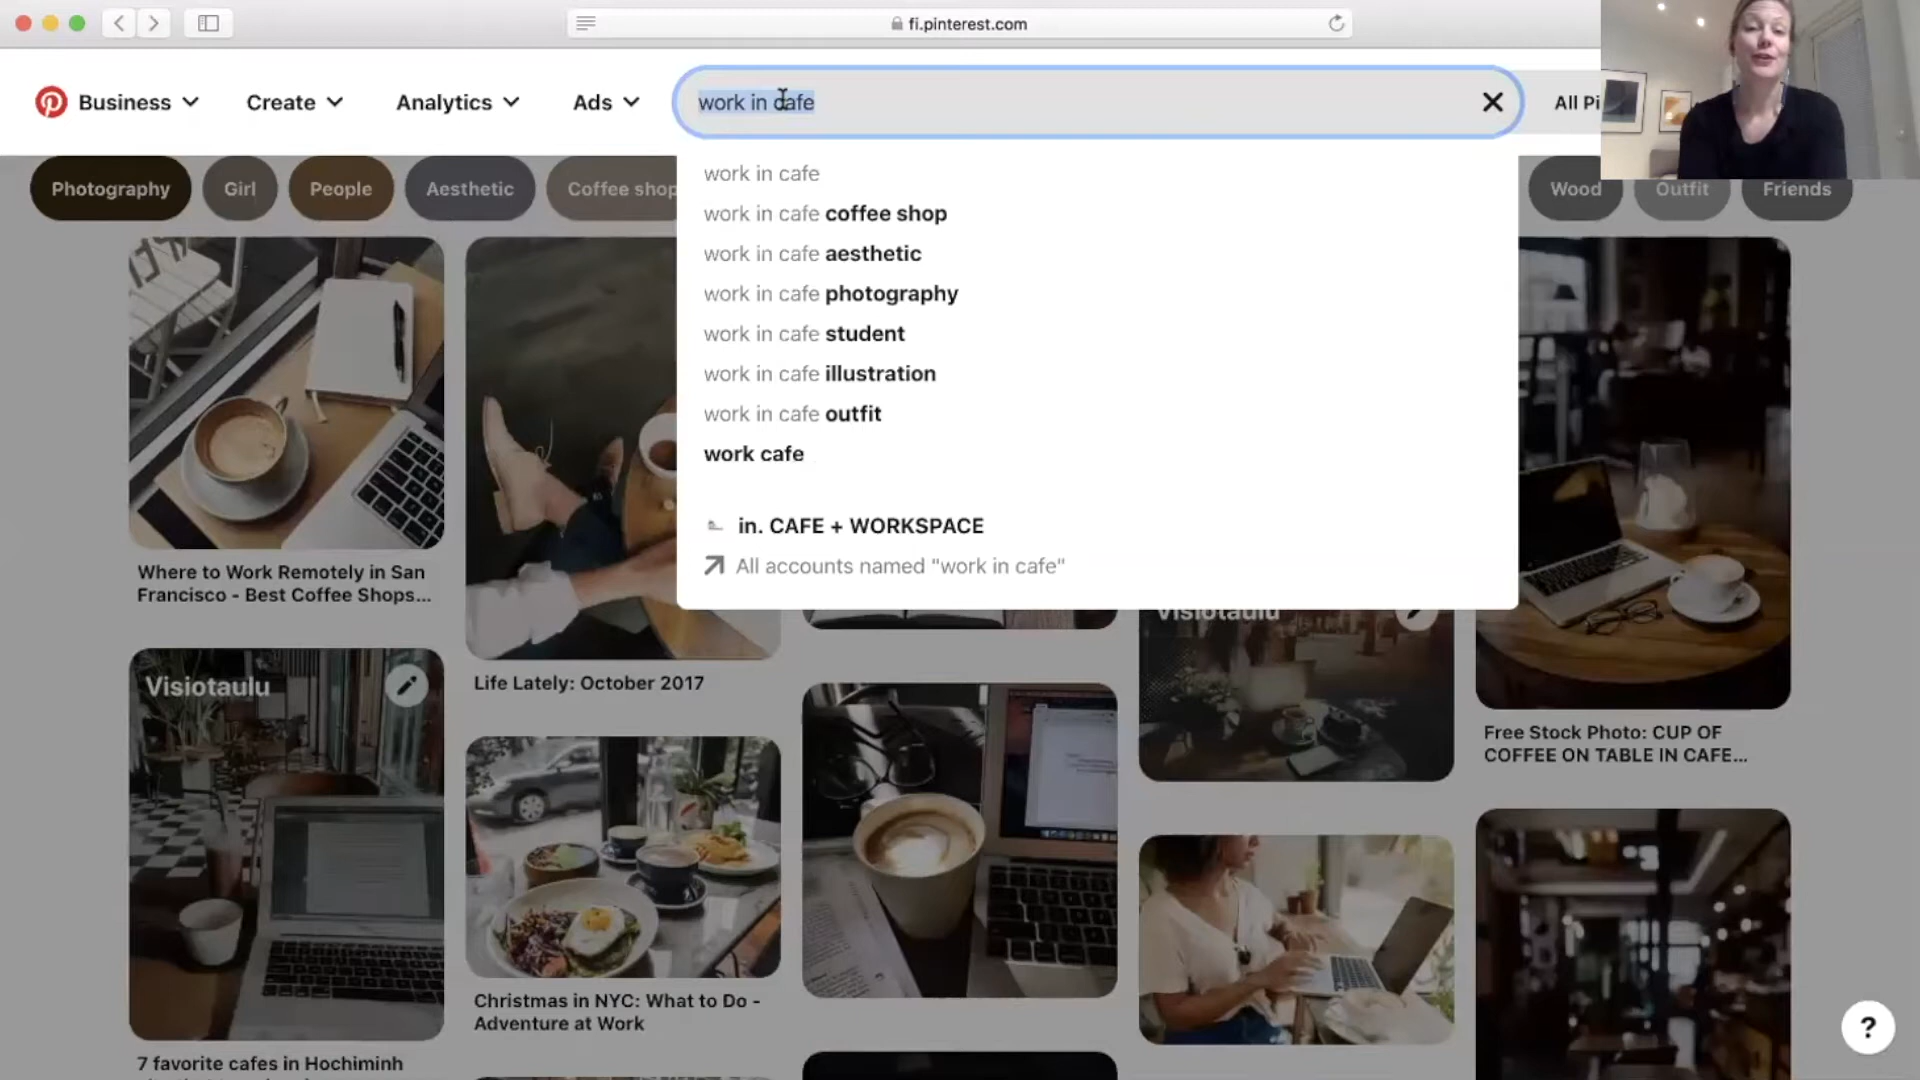 fi.pinterest.com
Business
Create
Analytics
Ads
work in cafe
All Pi
Photography
Girl
People
Aesthetic
Coffee shop
Wood
Outfit
Friends
work in cafe
work in cafe coffee shop
work in cafe aesthetic
work in cafe photography
work in cafe student
work in cafe illustration
work in cafe outfit
work cafe
in. CAFE + WORKSPACE
All accounts named "work in cafe"
Where to Work Remotely in San
Francisco - Best Coffee Shops...
Visiotaulu
Life Lately: October 2017
Visiotaulu
Free Stock Photo: CUP OF
COFFEE ON TABLE IN CAFE...
Christmas in NYC: What to Do -
Adventure at Work
7 favorite cafes in Hochiminh
?